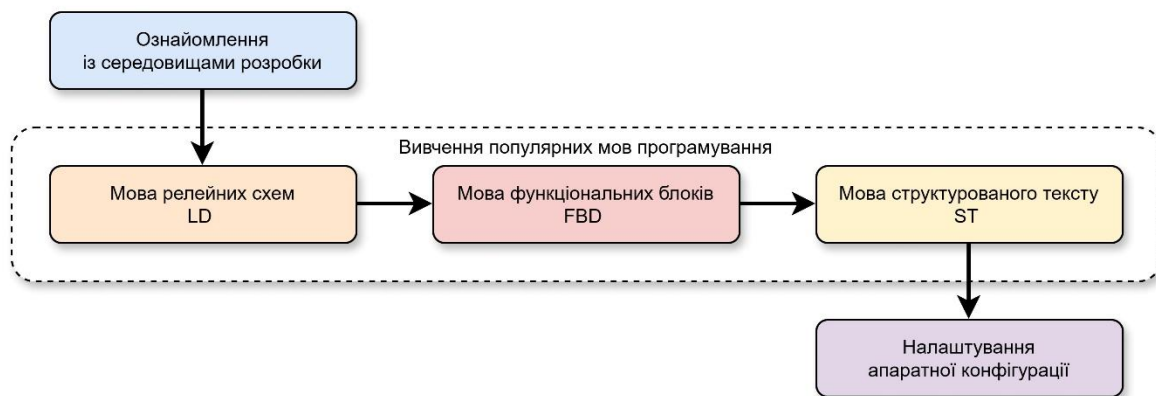 Ознайомлення
із середовищами розробки
Вивчення популярних мов програмування
Мова релейних схем
LD
Мова функціональних блоків
FBD
Мова структурованого тексту
ST
Налаштування
апаратної конфігурації